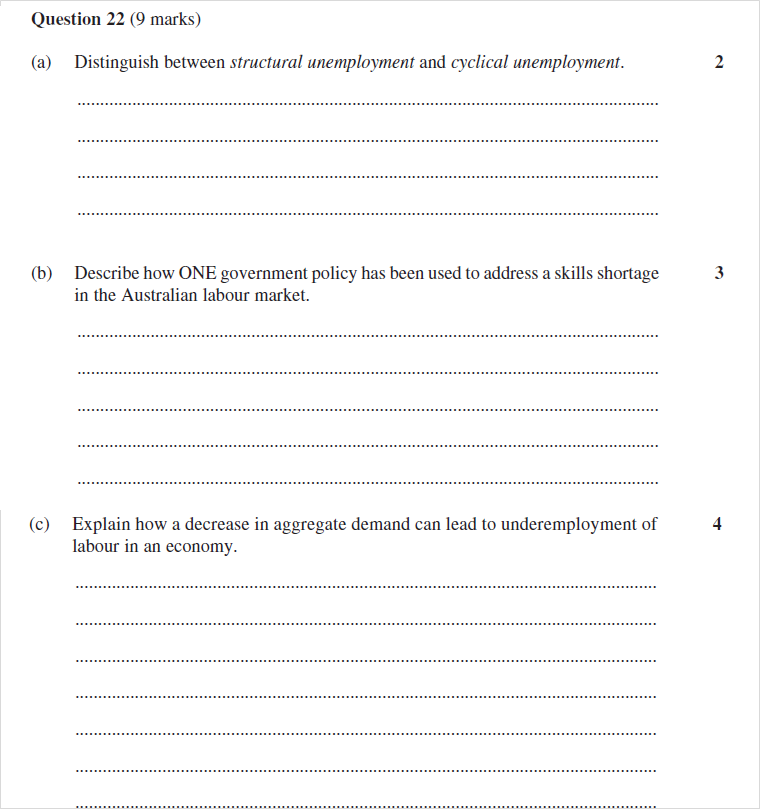 Question 22 (9 marks)
(a) Distinguish between structural unemployment and cyclical unemployment. 2
(b) Describe how ONE government policy has been used to address a skills shortage 3
in the Australian labour market.
(c) Explain how a decrease in aggregate demand can lead to underemployment of 4
labour in an economy.